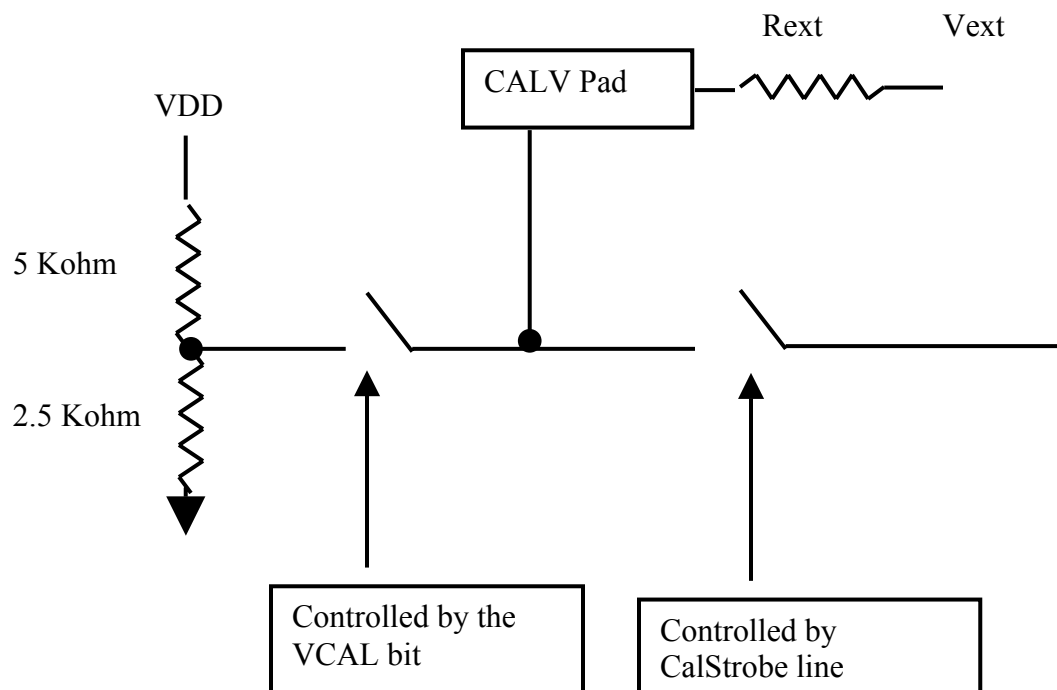 Rext
Vext
CALV Pad
VDD
5 Kohm
2.5 Kohm
Controlled by the
VCAL bit
Controlled by
CalStrobe line